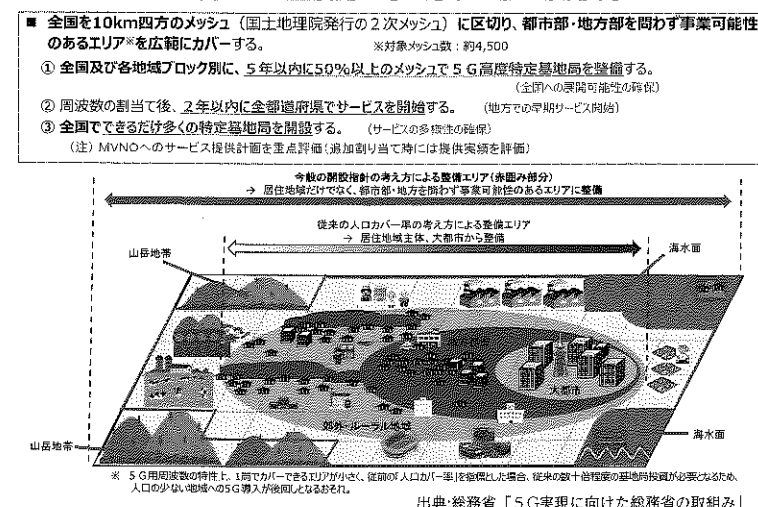 ■ 全国を10km四方のメッシュ（国土地理院発行の２次メッシュ）に区切り、都市部・地方部を問わず事業可能性
のあるエリア※を広範にカバーする。 ※対象メッシュ数：約4,500
① 全国及び各地域ブロック別に、５年以内に50％以上のメッシュで５Ｇ高度特定基地局を整備する。
（全国への展開可能性の確保）
② 周波数の割当て後、２年以内に全都道府県でサービスを開始する。 （地方での早期サービス開始）
③ 全国でできるだけ多くの特定基地局を開設する。 （サービスの多様性の確保）
（注）MVNOへのサービス提供計画を重点評価（追加割り当て時には提供実績を評価）
今般の開設指針の考え方による整備エリア（赤囲み部分）
→ 居住地域だけでなく、都市部・地方を問わず事業可能性のあるエリアに整備
従来の人口カバー率の考え方による整備エリア
→ 居住地域主体、大都市から整備
山岳地帯
海水面
大都市
郊外・ルーラル地域
山岳地帯
海水面
※ ５Ｇ用周波数の特性上、1局でカバーできるエリアが小さく、従前の「人口カバー率」を指標とした場合、従来の数十倍程度の基地局投資が必要となるため、
人口の少ない地域への５Ｇ導入が後回しとなるおそれ。
出典:総務省「５Ｇ実現に向けた総務省の取組み」